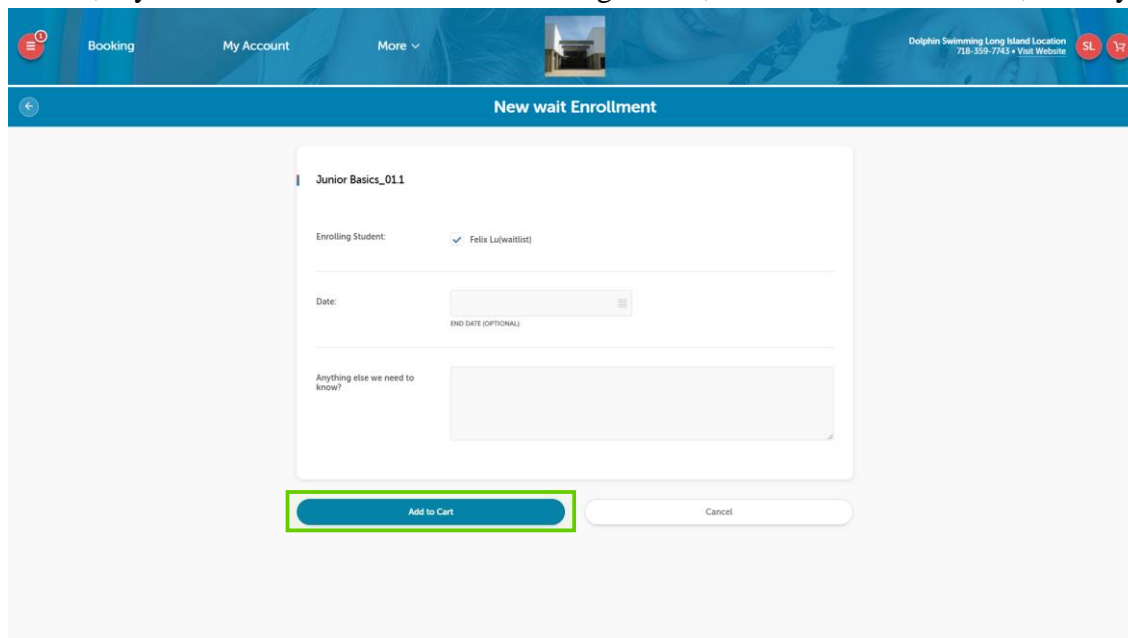 1
Booking
My Account
More
Dolphin Swimming Long Island Location
718-359-7743 • Visit Website
SL
New wait Enrollment
Junior Basics_01.1
Enrolling Student:
Felix Lu(waitlist)
Date:
END DATE (OPTIONAL):
Anything else we need to
know?
Add to Cart
Cancel